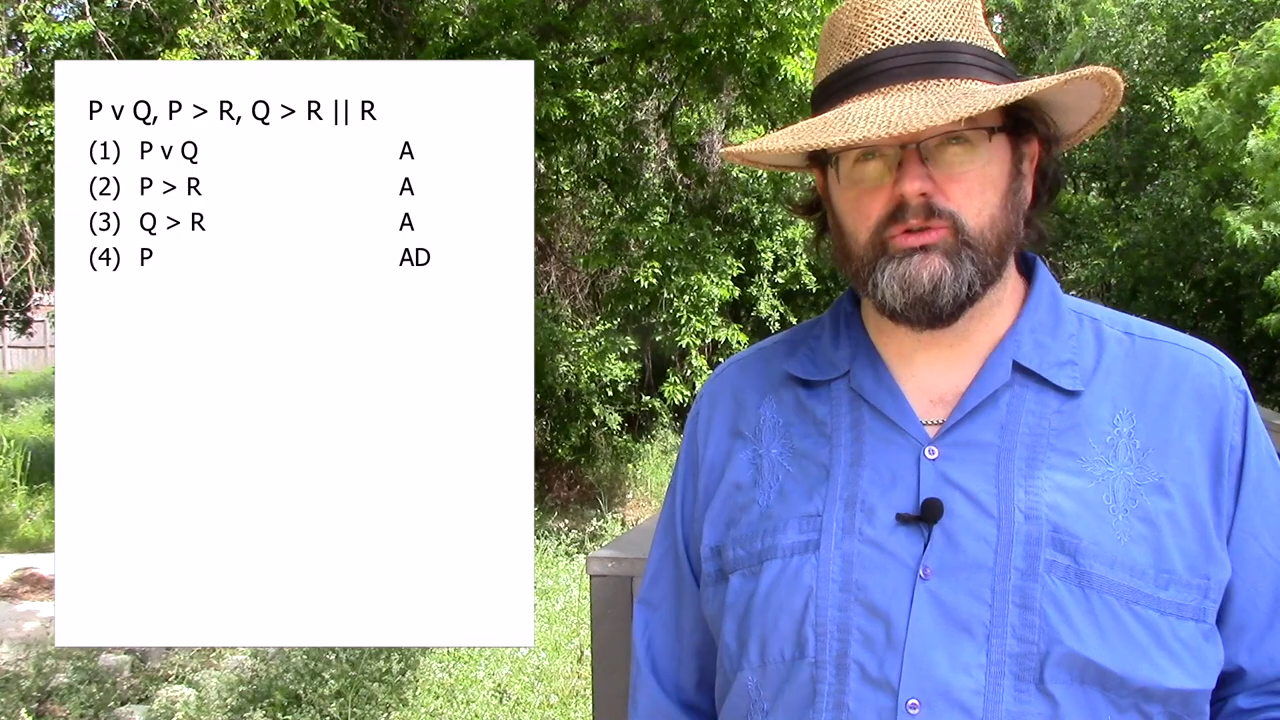 P v Q, P > R, Q > R || R
(1) P v Q A
(2) P > R A
(3) Q > R A
(4) P AD